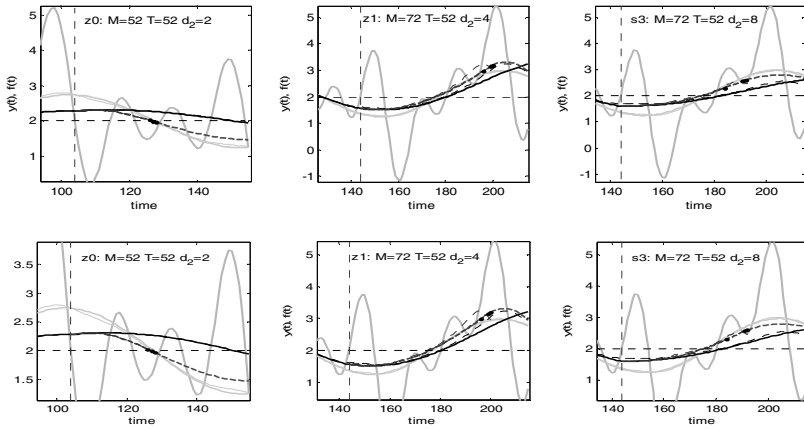 z0: M=52 T=52 d₂=2
5
4
3
2
1
100 120 140
time
y(t), f(t)
z1: M=72 T=52 d₂=4
5
4
3
2
1
0
-1
140 160 180 200
time
y(t), f(t)
s3: M=72 T=52 d₂=8
5
4
3
2
1
0
-1
140 160 180 200
time
y(t), f(t)
z0: M=52 T=52 d₂=2
3.5
3
2.5
2
1.5
100 120 140
time
y(t), f(t)
z1: M=72 T=52 d₂=4
5
4
3
2
1
140 160 180 200
time
y(t), f(t)
s3: M=72 T=52 d₂=8
5
4
3
2
1
140 160 180 200
time